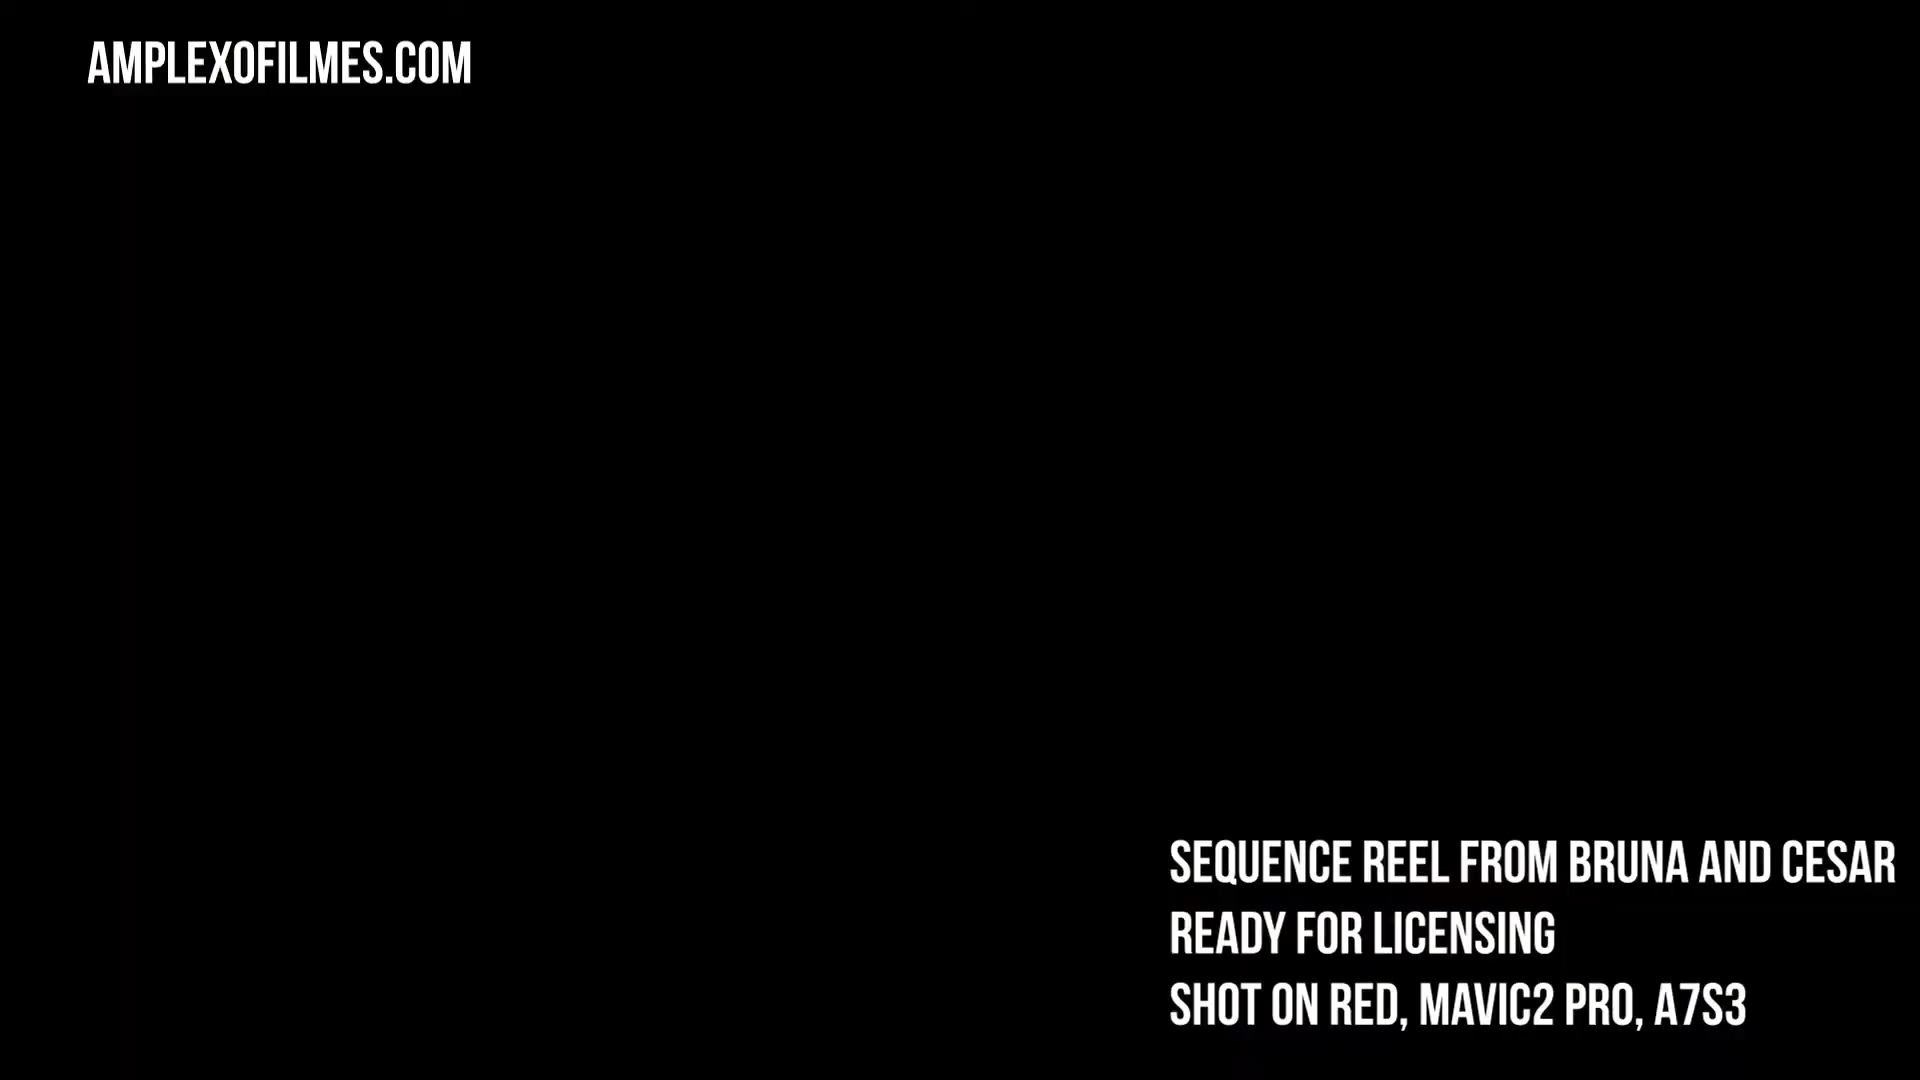 AMPLEXOFILMES.COM
SEQUENCE REEL FROM BRUNA AND CESAR
READY FOR LICENSING
SHOT ON RED, MAVIC2 PRO, A7S3